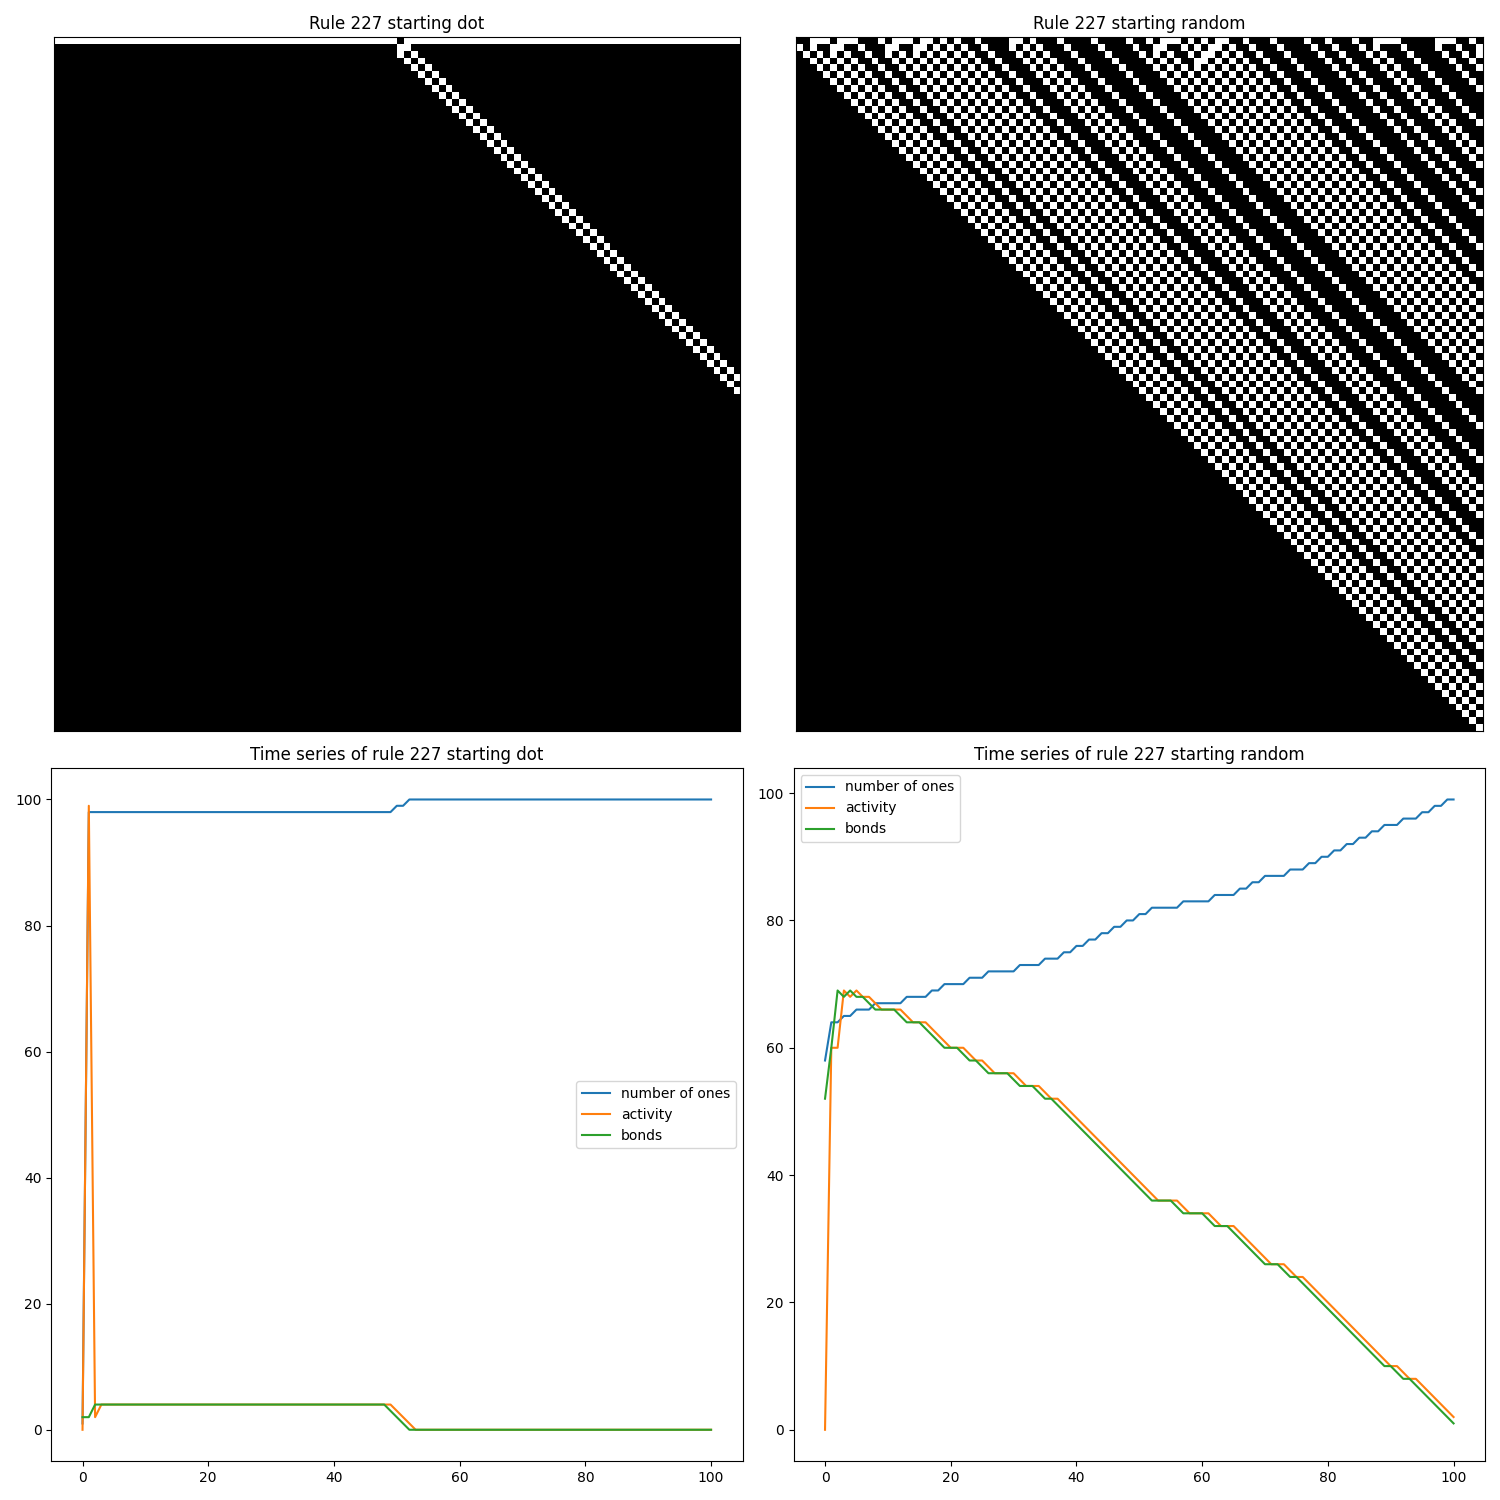 Rule 227 starting dot
Rule 227 starting random
Time series of rule 227 starting dot
100
80
60
40
20
0
number of ones
activity
bonds
0 20 40 60 80 100
Time series of rule 227 starting random
number of ones
activity
bonds
100
80
60
40
20
0
0 20 40 60 80 100